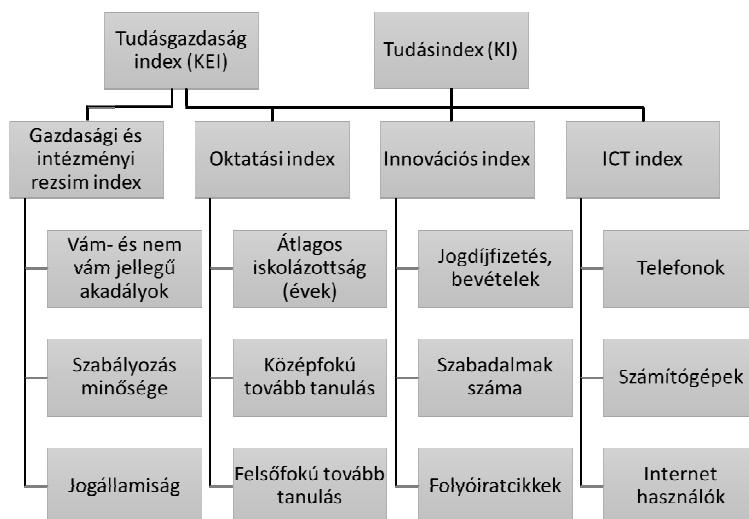 Tudásgazdaság
index (KEI)
Tudásindex (KI)
Gazdasági és
intézményi
rezsim index
Oktatási index
Innovációs index
ICT index
Vám- és nem
vám jellegű
akadályok
Átlagos
iskolázottság
(évek)
Jogdíjfizetés,
bevételek
Telefonok
Szabályozás
minősége
Középfokú
tovább tanulás
Szabadalmak
száma
Számítógépek
Jogállamiság
Felsőfokú tovább
tanulás
Folyóiratcikkek
Internet
használók